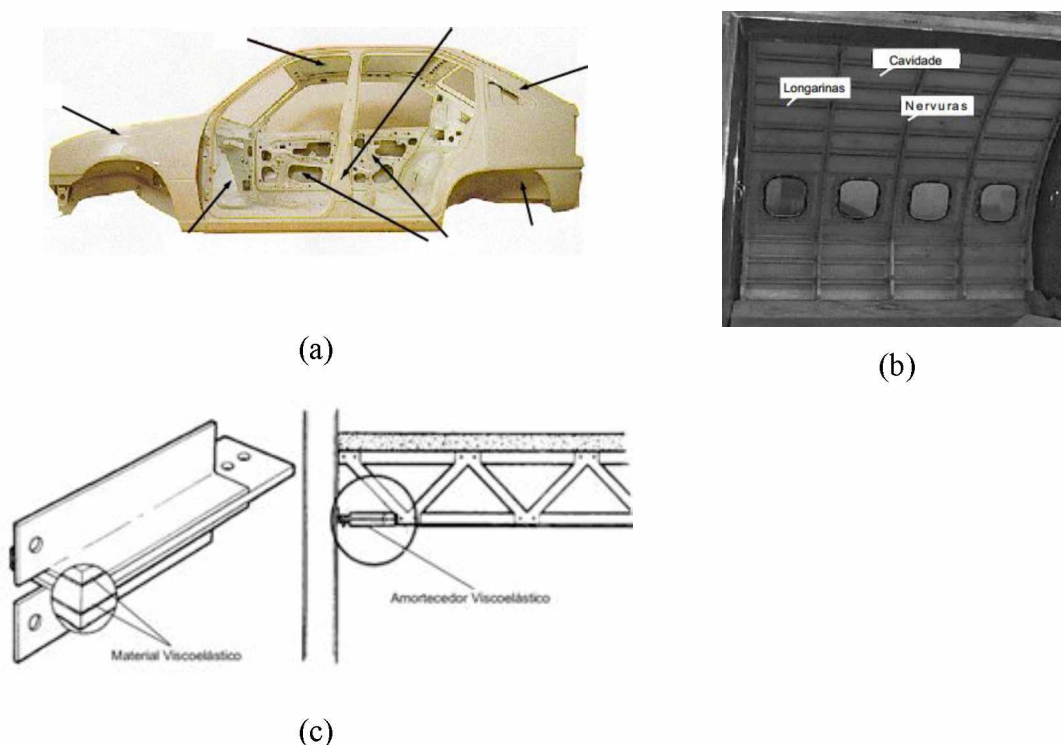 Cavidade
Longarinas
Nervuras
(a)
(b)
Amortecedor Viscoelástico
Material Viscoelástico
(c)